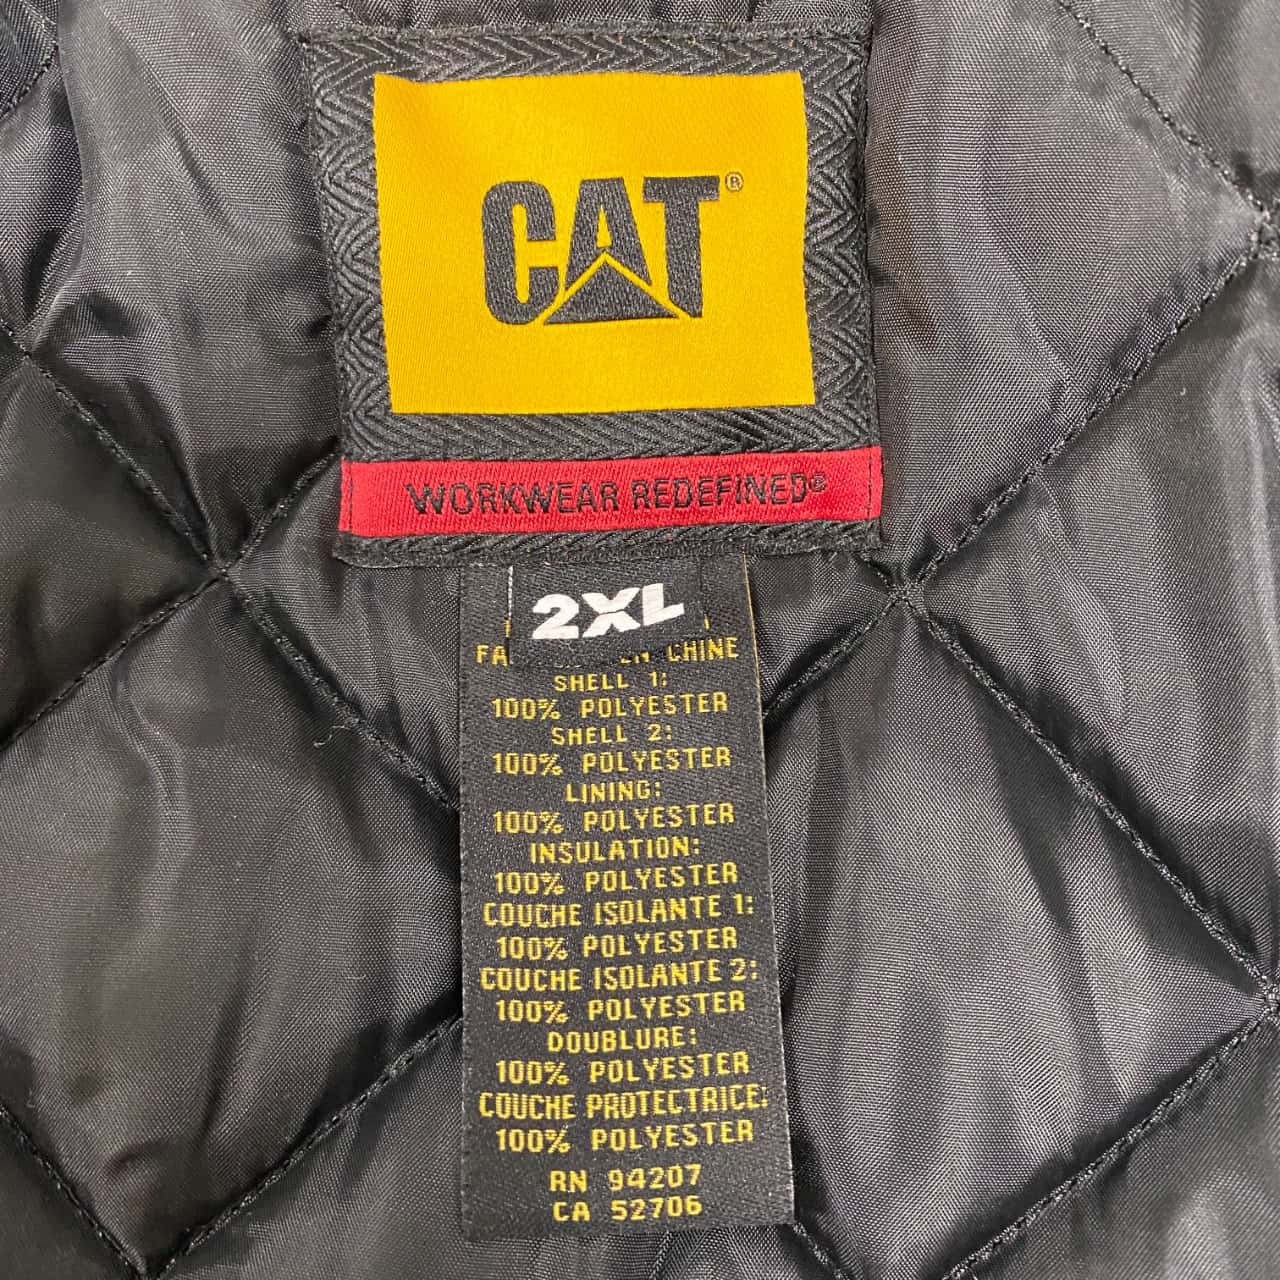 CAT®
WORKWEAR REDEFINED®
2XL
CHINE
SHELL 1:
100% POLYESTER
SHELL 2:
100% POLYESTER
LINING:
100% POLYESTER
INSULATION:
100% POLYESTER
COUCHE ISOLANTE 1:
100% POLYESTER
COUCHE ISOLANTE 2:
100% POLYESTER
DOUBLURE:
100% POLYESTER
COUCHE PROTECTRICE:
100% POLYESTER
RN 94207
CA 52706